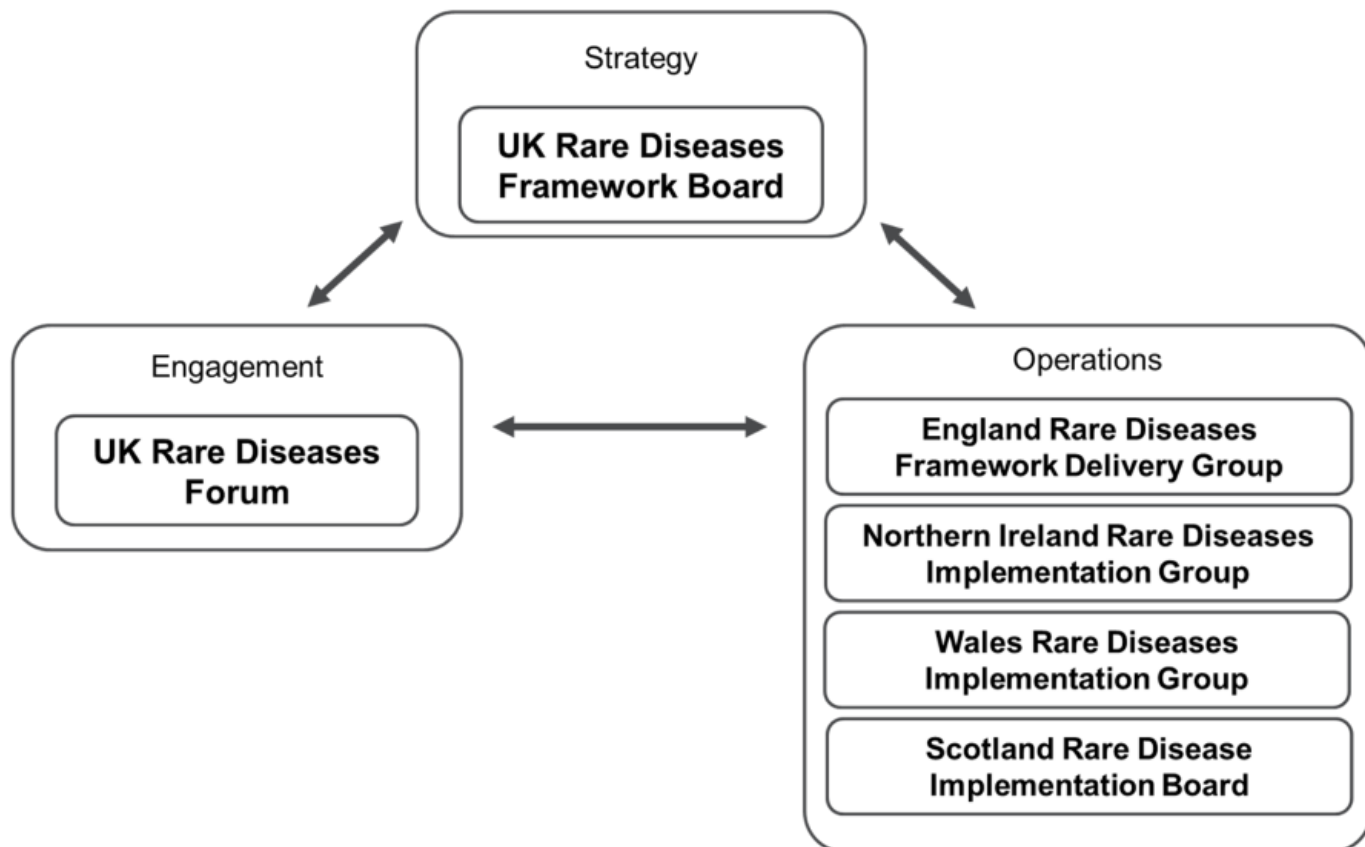 Strategy
UK Rare Diseases
Framework Board
Engagement
UK Rare Diseases
Forum
Operations
England Rare Diseases
Framework Delivery Group
Northern Ireland Rare Diseases
Implementation Group
Wales Rare Diseases
Implementation Group
Scotland Rare Disease
Implementation Board